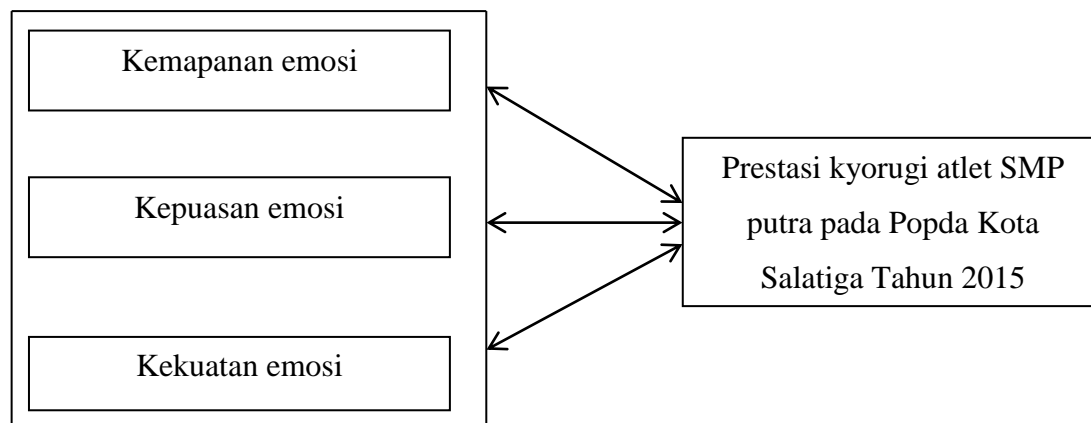 Kemapanan emosi
Kepuasan emosi
Kekuatan emosi
Prestasi kyorugi atlet SMP
putra pada Popda Kota
Salatiga Tahun 2015